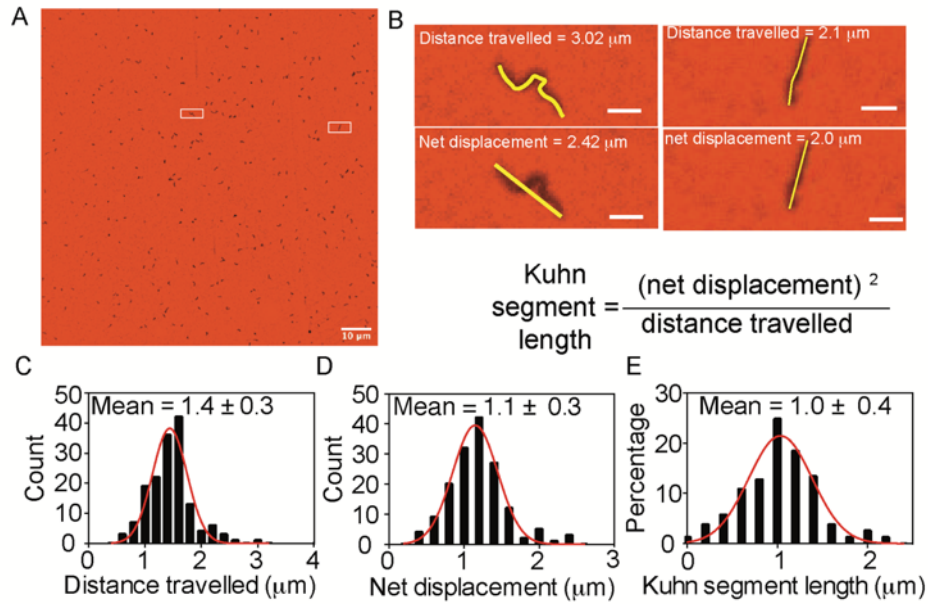 A
10 µm
B
Distance travelled = 3.02 µm
Distance travelled = 2.1 µm
Net displacement = 2.42 µm
net displacement = 2.0 µm
Kuhn
segment
length
=
(net displacement) 2
distance travelled
C
Mean = 1.4 ± 0.3
50
40
30
20
10
0
Count
0 1 2 3 4
Distance travelled (µm)
D
Mean = 1.1 ± 0.3
50
40
30
20
10
0
Count
0 1 2 3
Net displacement (µm)
E
Mean = 1.0 ± 0.4
30
20
10
0
Percentage
0 1 2
Kuhn segment length (µm)